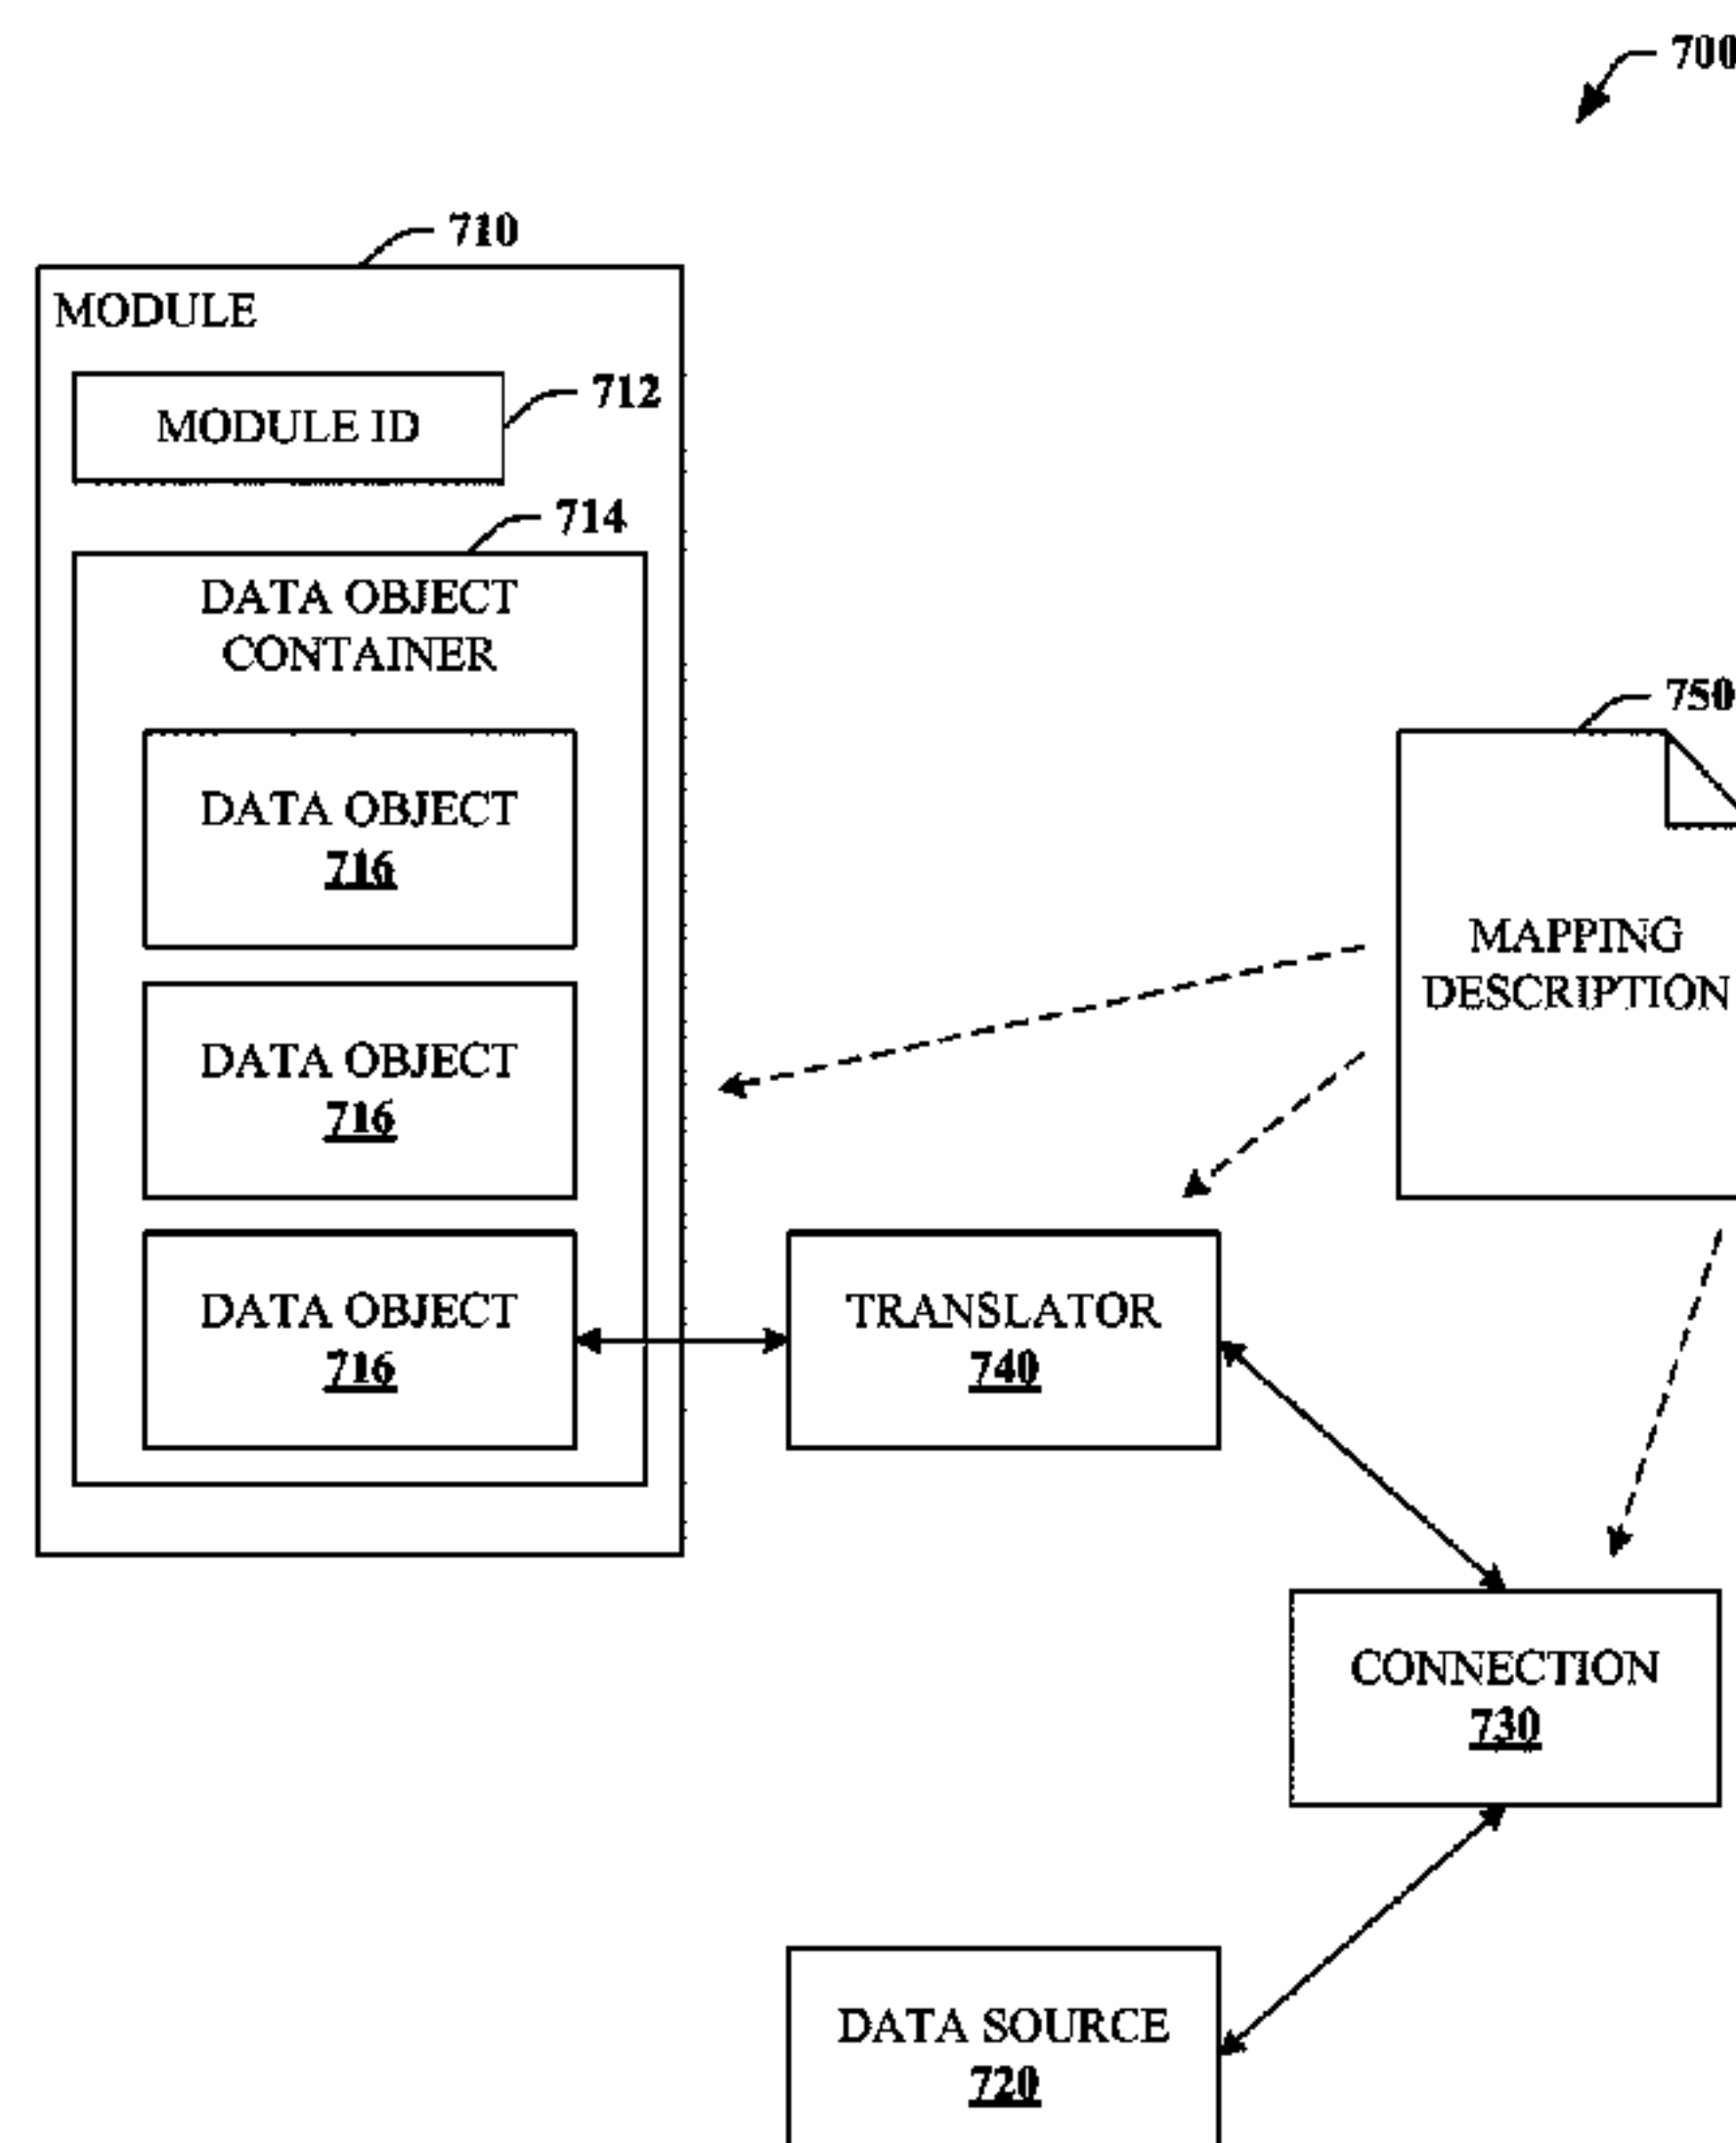 700
710
MODULE
712
MODULE ID
714
DATA OBJECT
CONTAINER
750
DATA OBJECT
716
MAPPING
DESCRIPTION
DATA OBJECT
716
DATA OBJECT
716
TRANSLATOR
740
CONNECTION
730
DATA SOURCE
720